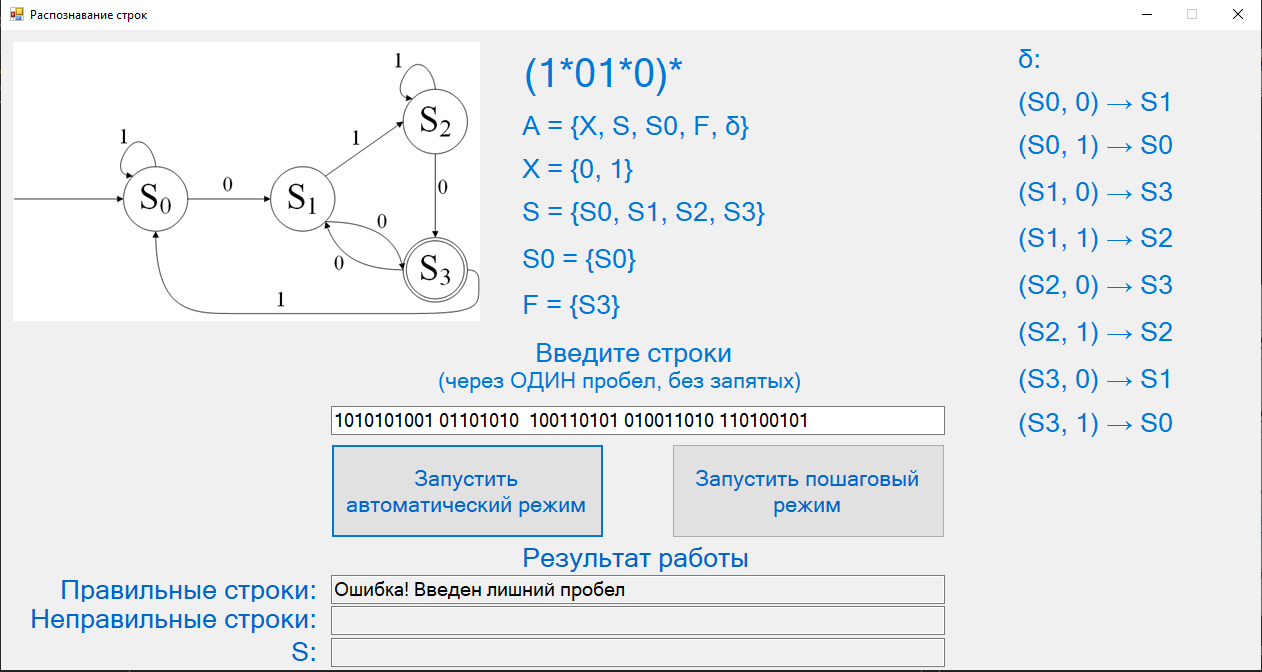 Распознавание строк
1
S2
1
1
0
S0
0
S1
0
0
S3
1
(1*01*0)*
A = {X, S, S0, F, δ}
X = {0, 1}
S = {S0, S1, S2, S3}
S0 = {S0}
F = {S3}
δ:
(S0, 0) → S1
(S0, 1) → S0
(S1, 0) → S3
(S1, 1) → S2
(S2, 0) → S3
(S2, 1) → S2
(S3, 0) → S1
(S3, 1) → S0
Введите строки
(через ОДИН пробел, без запятых)
1010101001 01101010  100110101 010011010 110100101
Запустить
автоматический режим
Запустить пошаговый
режим
Результат работы
Правильные строки: Ошибка! Введен лишний пробел
Неправильные строки:
S: